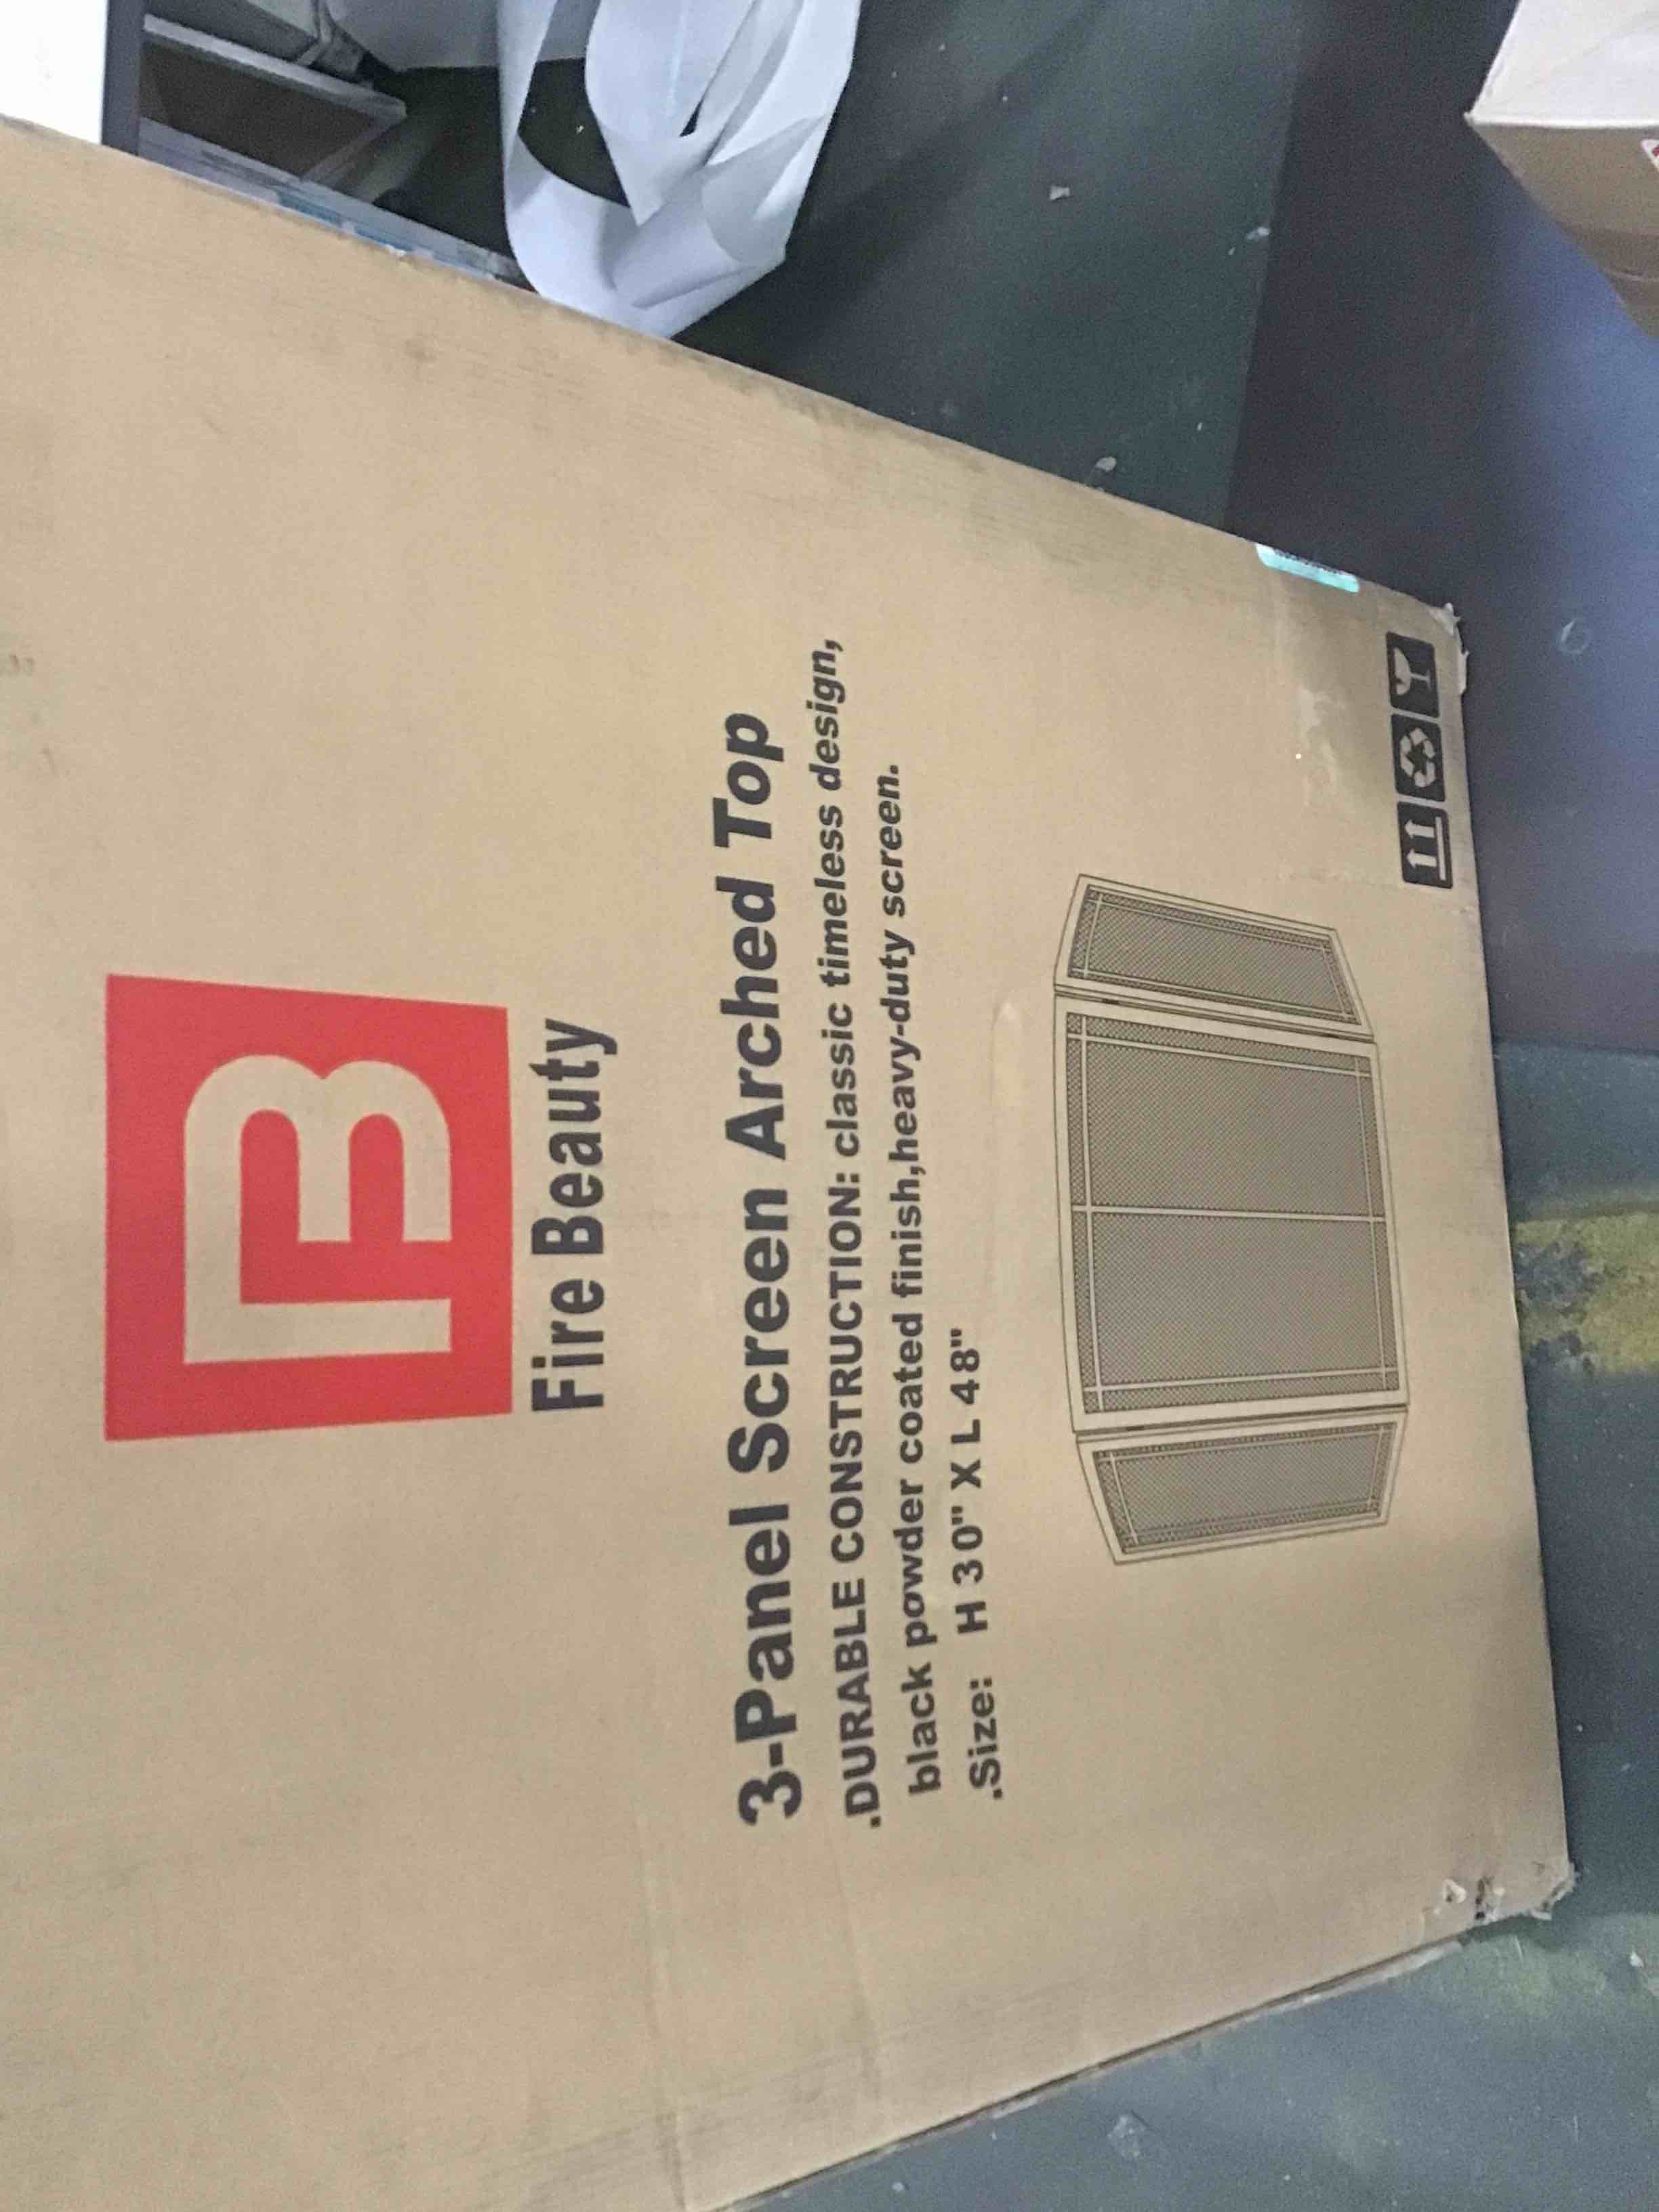 Fire Beauty
3-Panel Screen Arched Top
.DURABLE CONSTRUCTION: classic timeless design,
black powder coated finish,heavy-duty screen.
.Size: H 30" X L 48"